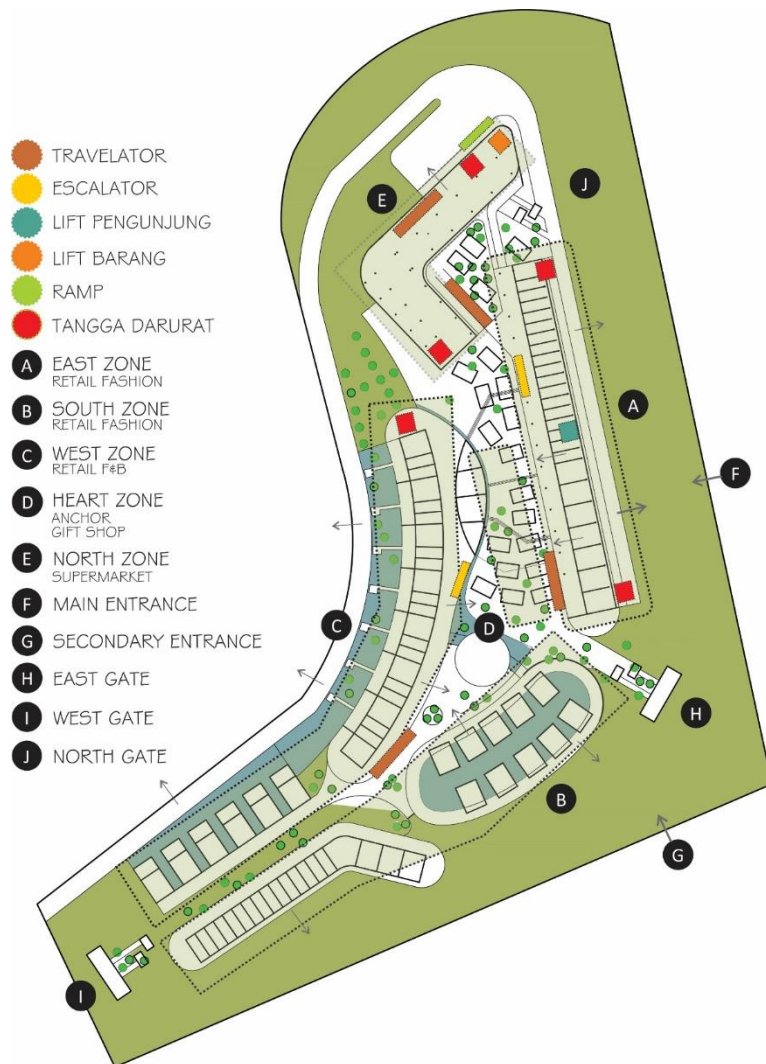 TRAVELATOR
ESCALATOR
LIFT PENGUNJUNG
LIFT BARANG
RAMP
TANGGA DARURAT
A EAST ZONE
RETAIL FASHION
B SOUTH ZONE
RETAIL FASHION
C WEST ZONE
RETAIL F&B
D HEART ZONE
ANCHOR
GIFT SHOP
E NORTH ZONE
SUPERMARKET
F MAIN ENTRANCE
G SECONDARY ENTRANCE
H EAST GATE
I WEST GATE
J NORTH GATE
E
J
A
F
C
D
H
B
G
I